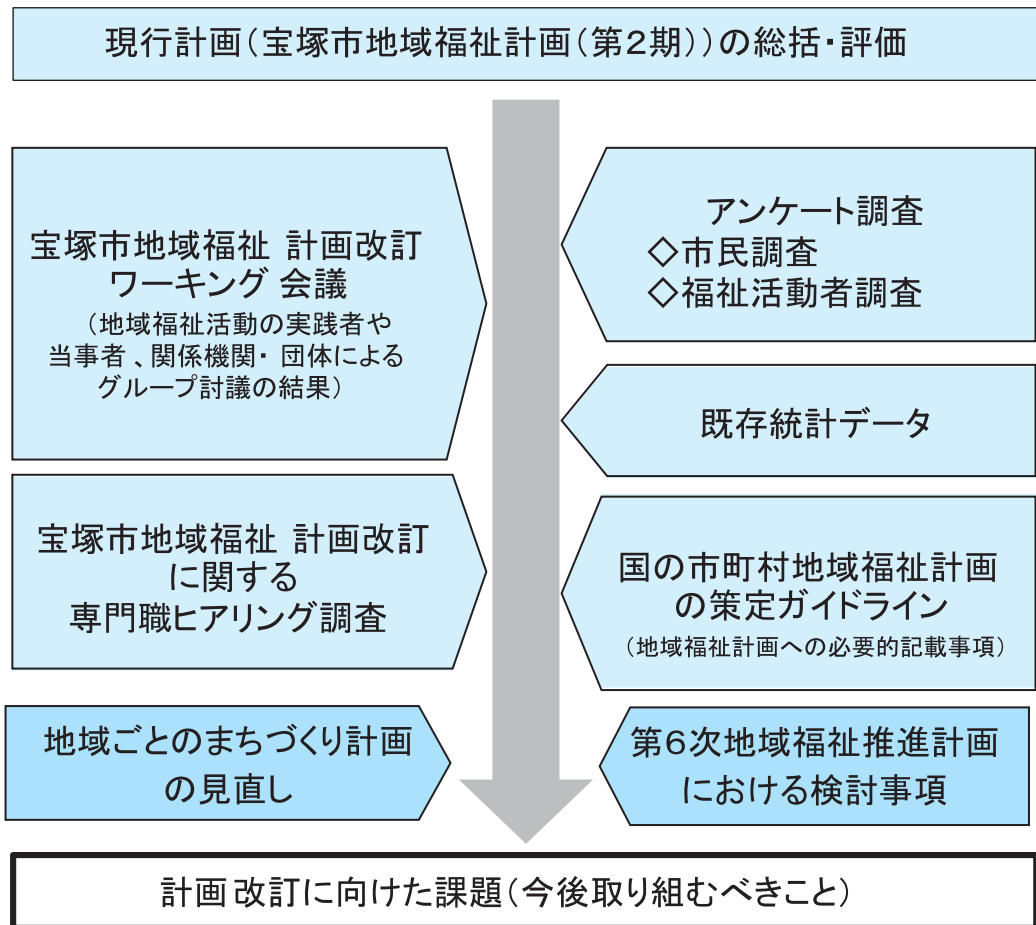 現行計画(宝塚市地域福祉計画(第2期))の総括・評価
宝塚市地域福祉 計画改訂
ワーキング 会議
(地域福祉活動の実践者や
当事者、関係機関・ 団体による
グループ討議の結果)
アンケート調査
◇市民調査
◇福祉活動者調査
既存統計データ
宝塚市地域福祉 計画改訂
に関する
専門職ヒアリング調査
国の市町村地域福祉計画
の策定ガイドライン
(地域福祉計画への必要的記載事項)
地域ごとのまちづくり計画
の見直し
第6次地域福祉推進計画
における検討事項
計画改訂に向けた課題(今後取り組むべきこと)